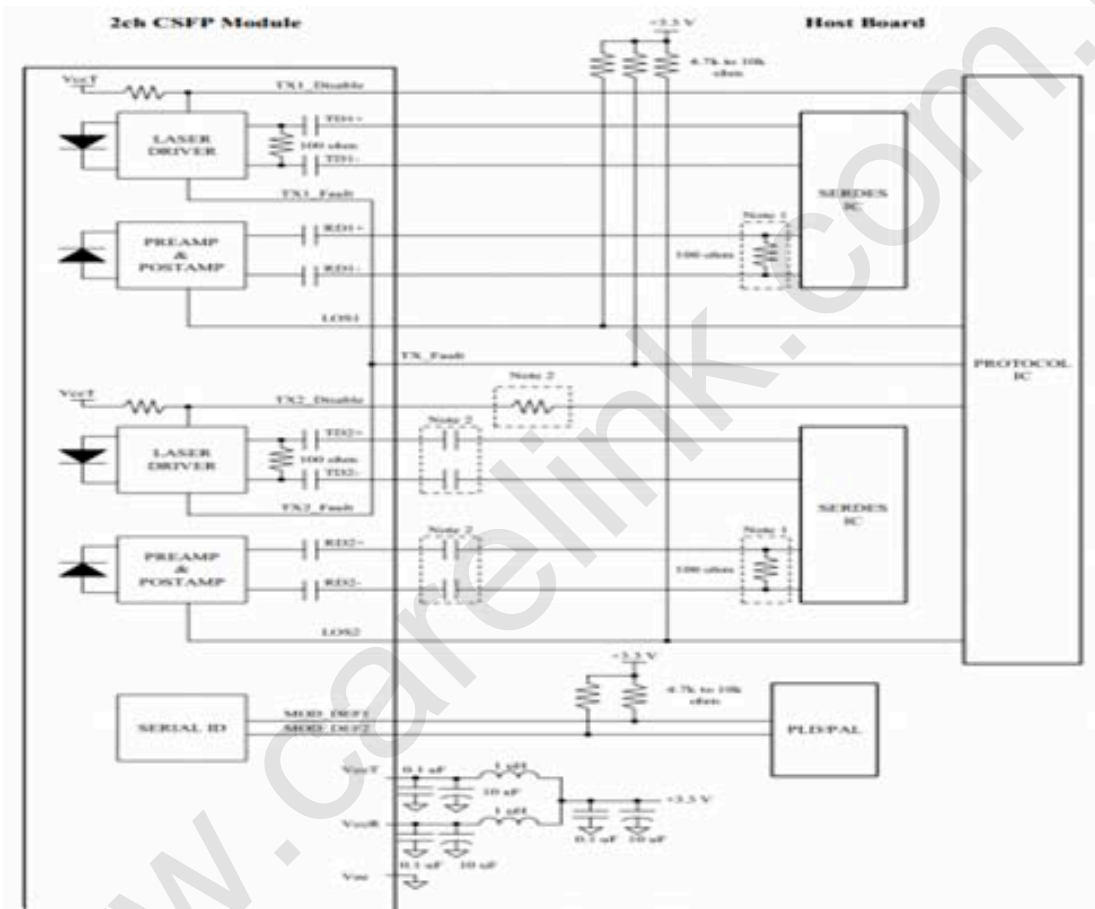 2ch CSFP Module
Host Board
+3.3 V
4.7k to 10k
ohm
VccT
TX1_Disable
LASER
DRIVER
TD1+
100 ohm
TD1-
TX1_Fault
SERDES
IC
PREAMP
&
POSTAMP
RD1+
RD1-
Note 1
100 ohm
LOS1
TX_Fault
PROTOCOL
IC
Note 2
VccT
TX2_Disable
Note 2
LASER
DRIVER
TD2+
100 ohm
TD2-
TX2_Fault
SERDES
IC
PREAMP
&
POSTAMP
RD2+
RD2-
Note 2
Note 1
100 ohm
LOS2
+3.3 V
4.7k to 10k
ohm
SERIAL ID
MOD_DEF1
MOD_DEF2
PLD/PAL
VccT
0.1 uF
10 uF
1 uH
+3.3 V
1 uH
VccR
0.1 uF
10 uF
0.1 uF
10 uF
www.carelink.com.